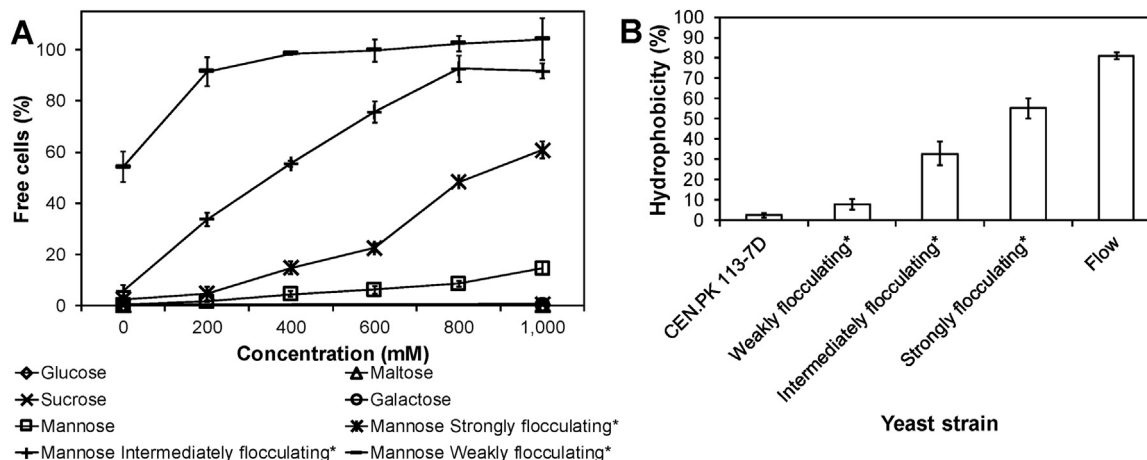 A
Free cells (%)
100
80
60
40
20
0
0 200 400 600 800 1,000
Concentration (mM)
Glucose Maltose
Sucrose Galactose
Mannose Mannose Strongly flocculating*
Mannose Intermediately flocculating* Mannose Weakly flocculating*
B
Hydrophobicity (%)
100
90
80
70
60
50
40
30
20
10
0
CEN.PK 113-7D
Weakly flocculating*
Intermediately flocculating*
Strongly flocculating*
Flow
Yeast strain